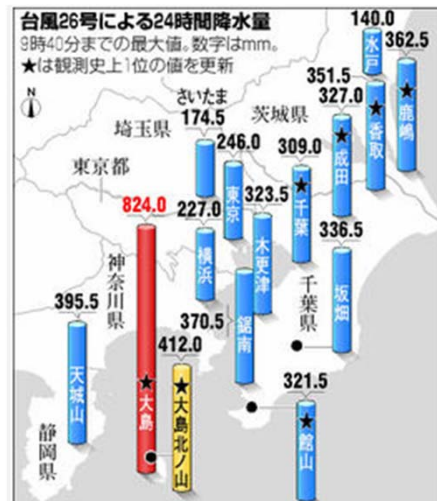 台風26号による24時間降水量
9時40分までの最大値。数字はmm。
★は観測史上1位の値を更新
N
140.0
水戸
362.5
★鹿嶋
351.5
★香取
327.0
★成田
茨城県
さいたま
174.5
埼玉県
246.0
東京
309.0
★千葉
東京都
824.0
★大島
227.0
横浜
323.5
木更津
336.5
坂畑
神奈川県
千葉県
370.5
鋸南
395.5
天城山
412.0
★大島北ノ山
321.5
★館山
静岡県